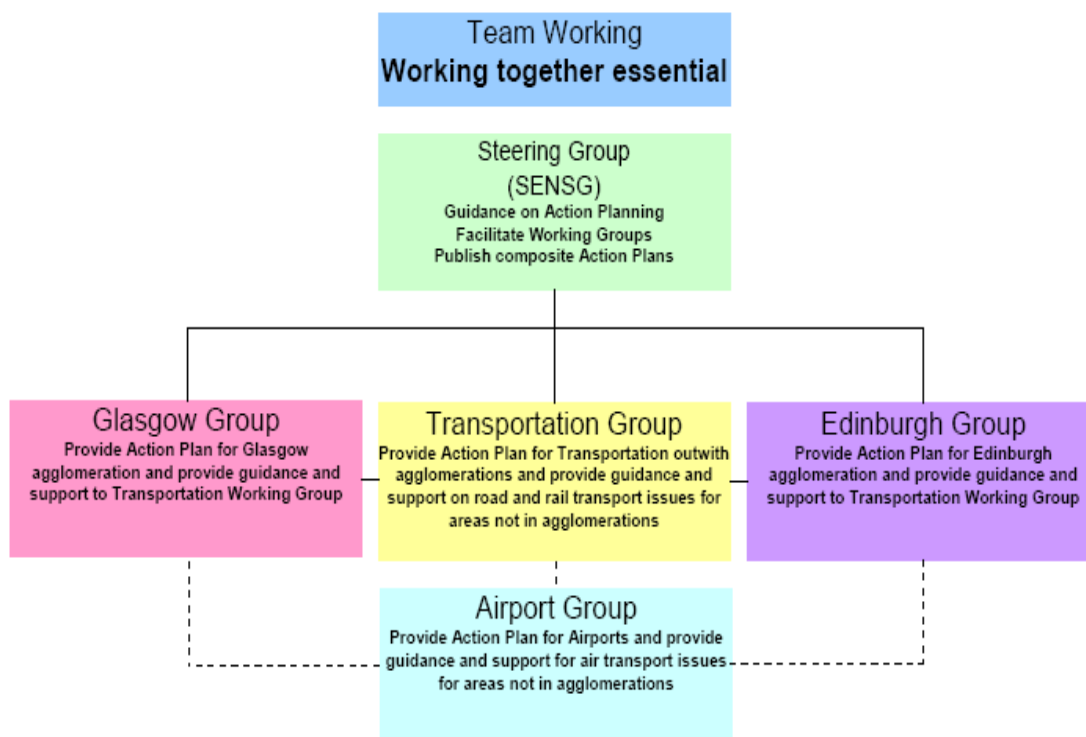 Team Working
Working together essential
Steering Group
(SENSG)
Guidance on Action Planning
Facilitate Working Groups
Publish composite Action Plans
Glasgow Group
Provide Action Plan for Glasgow
agglomeration and provide guidance and
support to Transportation Working Group
Transportation Group
Provide Action Plan for Transportation outwith
agglomerations and provide guidance and
support on road and rail transport issues for
areas not in agglomerations
Edinburgh Group
Provide Action Plan for Edinburgh
agglomeration and provide guidance and
support to Transportation Working Group
Airport Group
Provide Action Plan for Airports and provide
guidance and support for air transport issues
for areas not in agglomerations